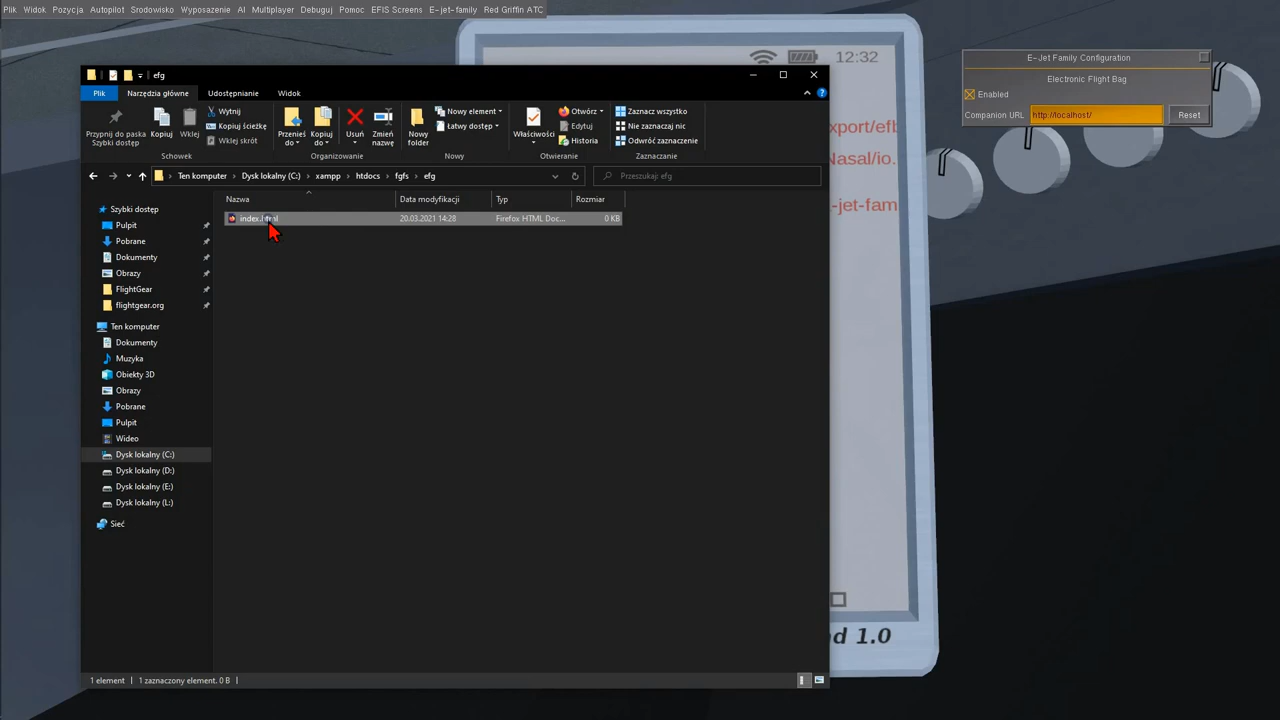 Plik Widok Pozycja Autopilot Środowisko Wyposażenie AI Multiplayer Debuguj Pomoc EFIS Screens E-jet-family Red Griffin ATC
12:32
efg
Plik Narzędzia główne Udostępnianie Widok
Przypnij do paska Szybki dostęp
Kopiuj
Wklej
Wytnij
Kopiuj ścieżkę
Wklej skrót
Schowek
Przenieś do
Kopiuj do
Usuń
Zmień nazwę
Organizowanie
Nowy folder
Nowy element
Łatwy dostęp
Nowy
Właściwości
Otwórz
Edytuj
Historia
Otwieranie
Zaznacz wszystko
Nie zaznaczaj nic
Odwróć zaznaczenie
Zaznaczanie
Ten komputer Dysk lokalny (C:) xampp htdocs fgfs efg
Przeszukaj: efg
Nazwa Data modyfikacji Typ Rozmiar
index.html 20.03.2021 14:28 Firefox HTML Doc... 0 KB
Szybki dostęp
Pulpit
Pobrane
Dokumenty
Obrazy
FlightGear
flightgear.org
Ten komputer
Dokumenty
Muzyka
Obiekty 3D
Obrazy
Pobrane
Pulpit
Wideo
Dysk lokalny (C:)
Dysk lokalny (D:)
Dysk lokalny (E:)
Dysk lokalny (L:)
Sieć
1 element 1 zaznaczony element. 0 B
xport/efb
Nasal/io.
-jet-fam
d 1.0
E-Jet Family Configuration
Electronic Flight Bag
Enabled
Companion URL http://localhost/ Reset